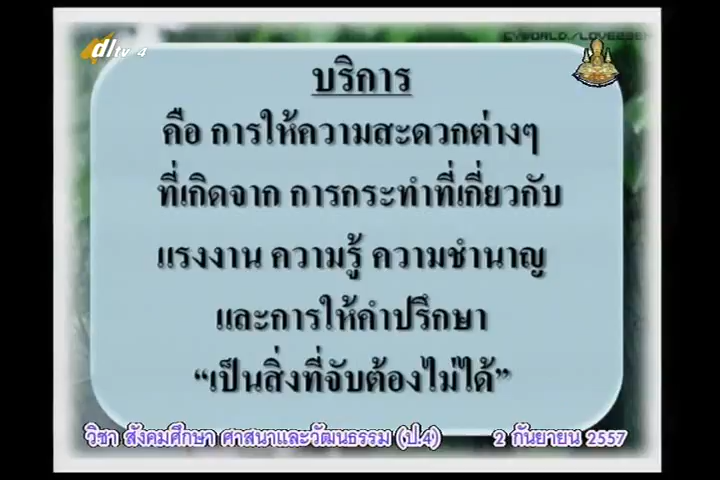 dltv 4
CYWORLD./LOVE22EN
บริการ
คือ การให้ความสะดวกต่างๆ
ที่เกิดจาก การกระทำที่เกี่ยวกับ
แรงงาน ความรู้ ความชำนาญ
และการให้คำปรึกษา
“เป็นสิ่งที่จับต้องไม่ได้”
วิชา สังคมศึกษา ศาสนาและวัฒนธรรม (ป.4) 2 กันยายน 2557